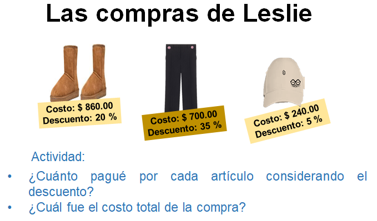 Las compras de Leslie
Costo: $ 860.00
Descuento: 20 %
Costo: $ 700.00
Descuento: 35 %
Costo: $ 240.00
Descuento: 5 %
Actividad:
• ¿Cuánto pagué por cada artículo considerando el
descuento?
• ¿Cuál fue el costo total de la compra?